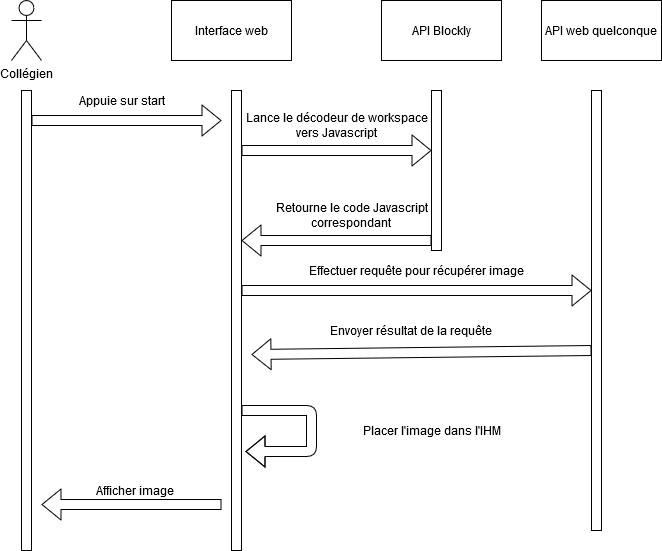 Interface web
API Blockly
API web quelconque
Collégien
Appuie sur start
Lance le décodeur de workspace
vers Javascript
Retourne le code Javascript
correspondant
Effectuer requête pour récupérer image
Envoyer résultat de la requête
Placer l'image dans l'IHM
Afficher image